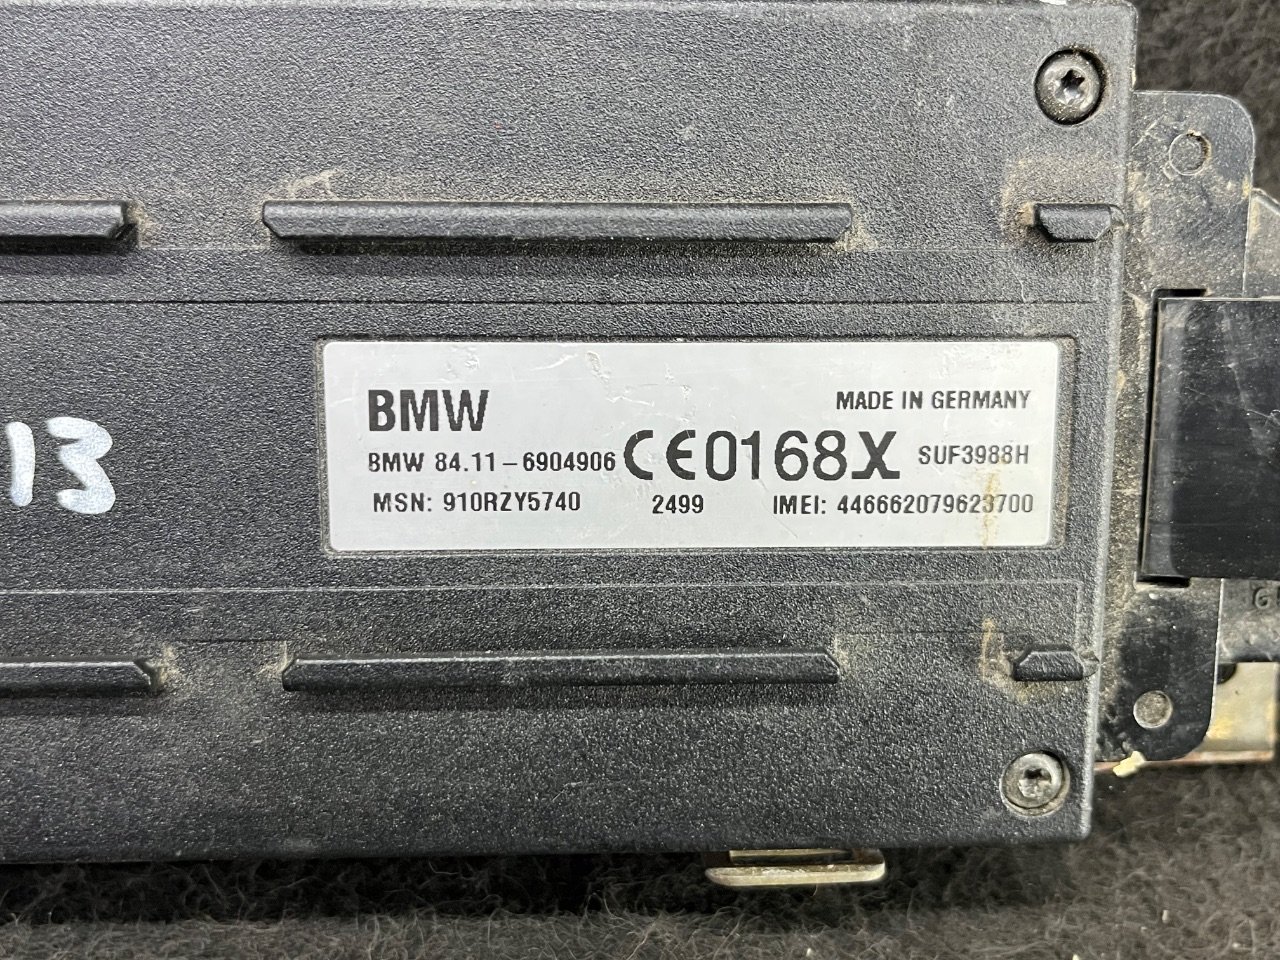 BMW
MADE IN GERMANY
BMW 84.11-6904906 CE0168X SUF3988H
MSN: 910RZY5740 2499 IMEI: 446662079623700
13
G